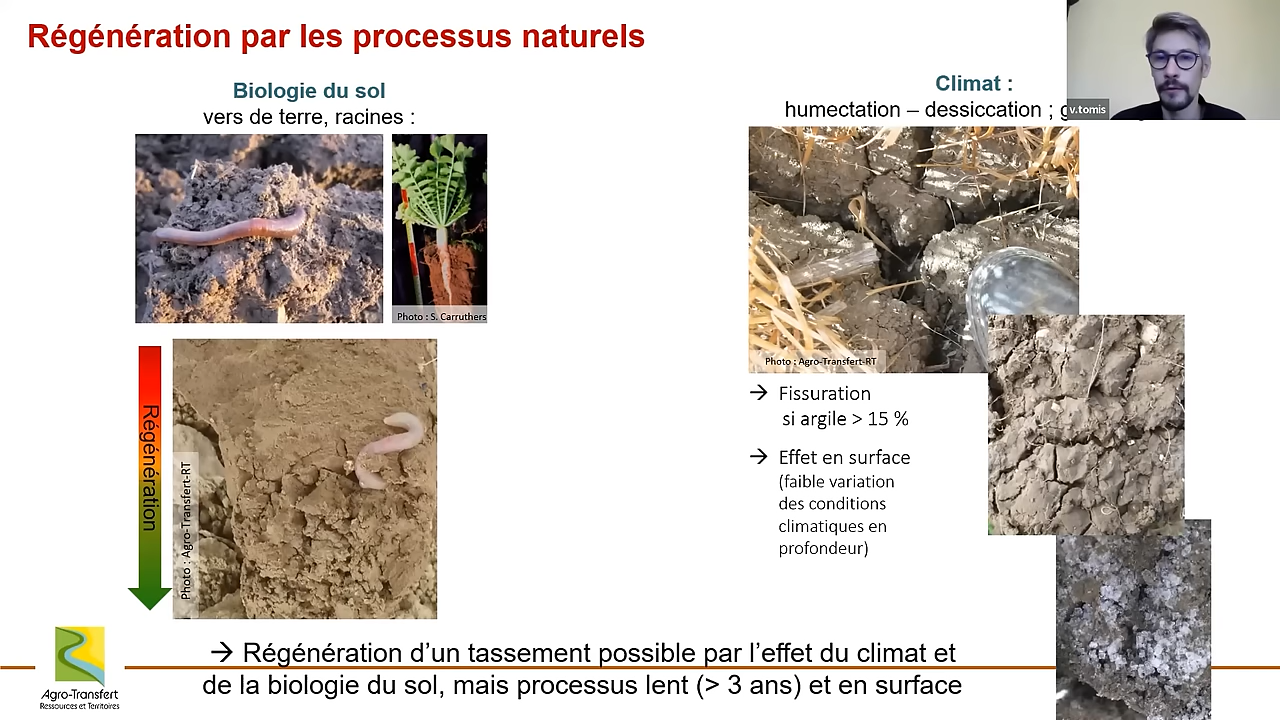 Régénération par les processus naturels
Biologie du sol
vers de terre, racines :
Photo : S. Carruthers
Régénération
Photo : Agro-Transfert-RT
Climat :
humectation – dessiccation ;
v.tomis
Photo : Agro-Transfert-RT
→ Fissuration
si argile > 15 %
→ Effet en surface
(faible variation
des conditions
climatiques en
profondeur)
→ Régénération d’un tassement possible par l’effet du climat et
de la biologie du sol, mais processus lent (> 3 ans) et en surface
Agro-Transfert
Ressources et Territoires